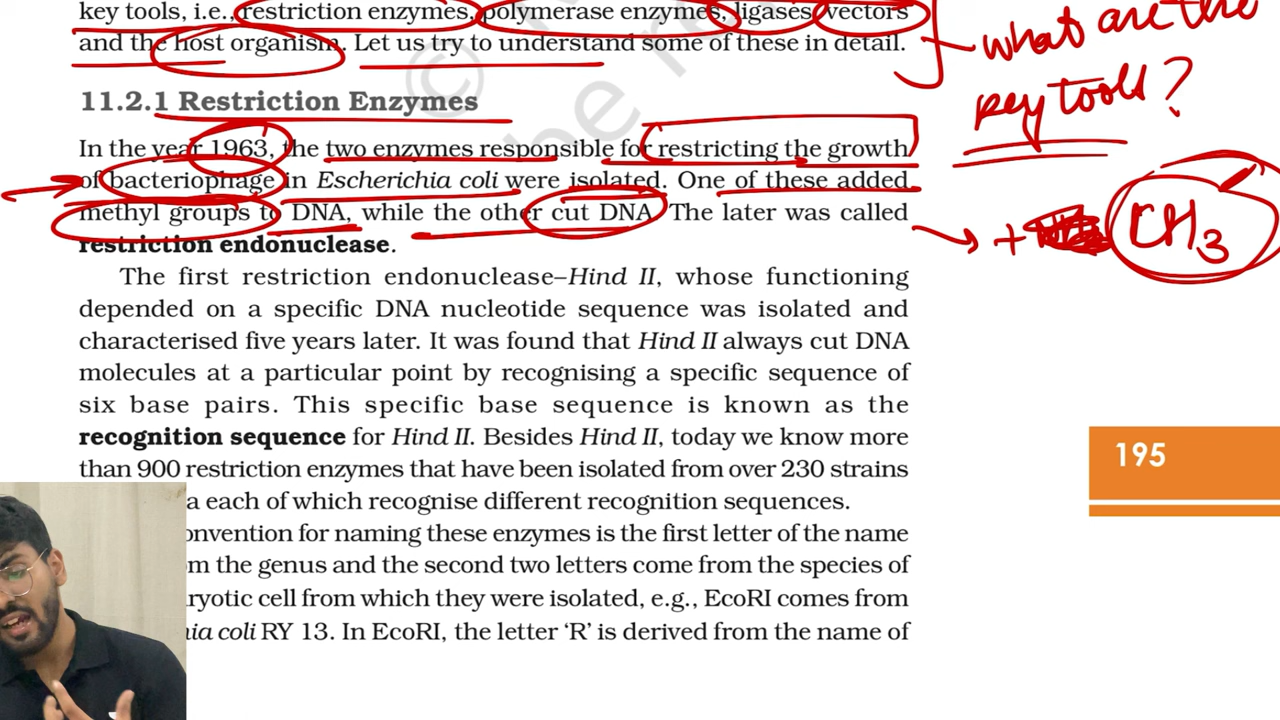 key tools, i.e., restriction enzymes, polymerase enzymes, ligases, vectors
and the host organism. Let us try to understand some of these in detail.
what are the
key tools?
11.2.1 Restriction Enzymes
In the year 1963, the two enzymes responsible for restricting the growth
of bacteriophage in Escherichia coli were isolated. One of these added
methyl groups to DNA, while the other cut DNA. The later was called
+ CH3
restriction endonuclease.
The first restriction endonuclease–Hind II, whose functioning
depended on a specific DNA nucleotide sequence was isolated and
characterised five years later. It was found that Hind II always cut DNA
molecules at a particular point by recognising a specific sequence of
six base pairs. This specific base sequence is known as the
recognition sequence for Hind II. Besides Hind II, today we know more
than 900 restriction enzymes that have been isolated from over 230 strains
195
a each of which recognise different recognition sequences.
onvention for naming these enzymes is the first letter of the name
om the genus and the second two letters come from the species of
ryotic cell from which they were isolated, e.g., EcoRI comes from
ia coli RY 13. In EcoRI, the letter ‘R’ is derived from the name of
© be re